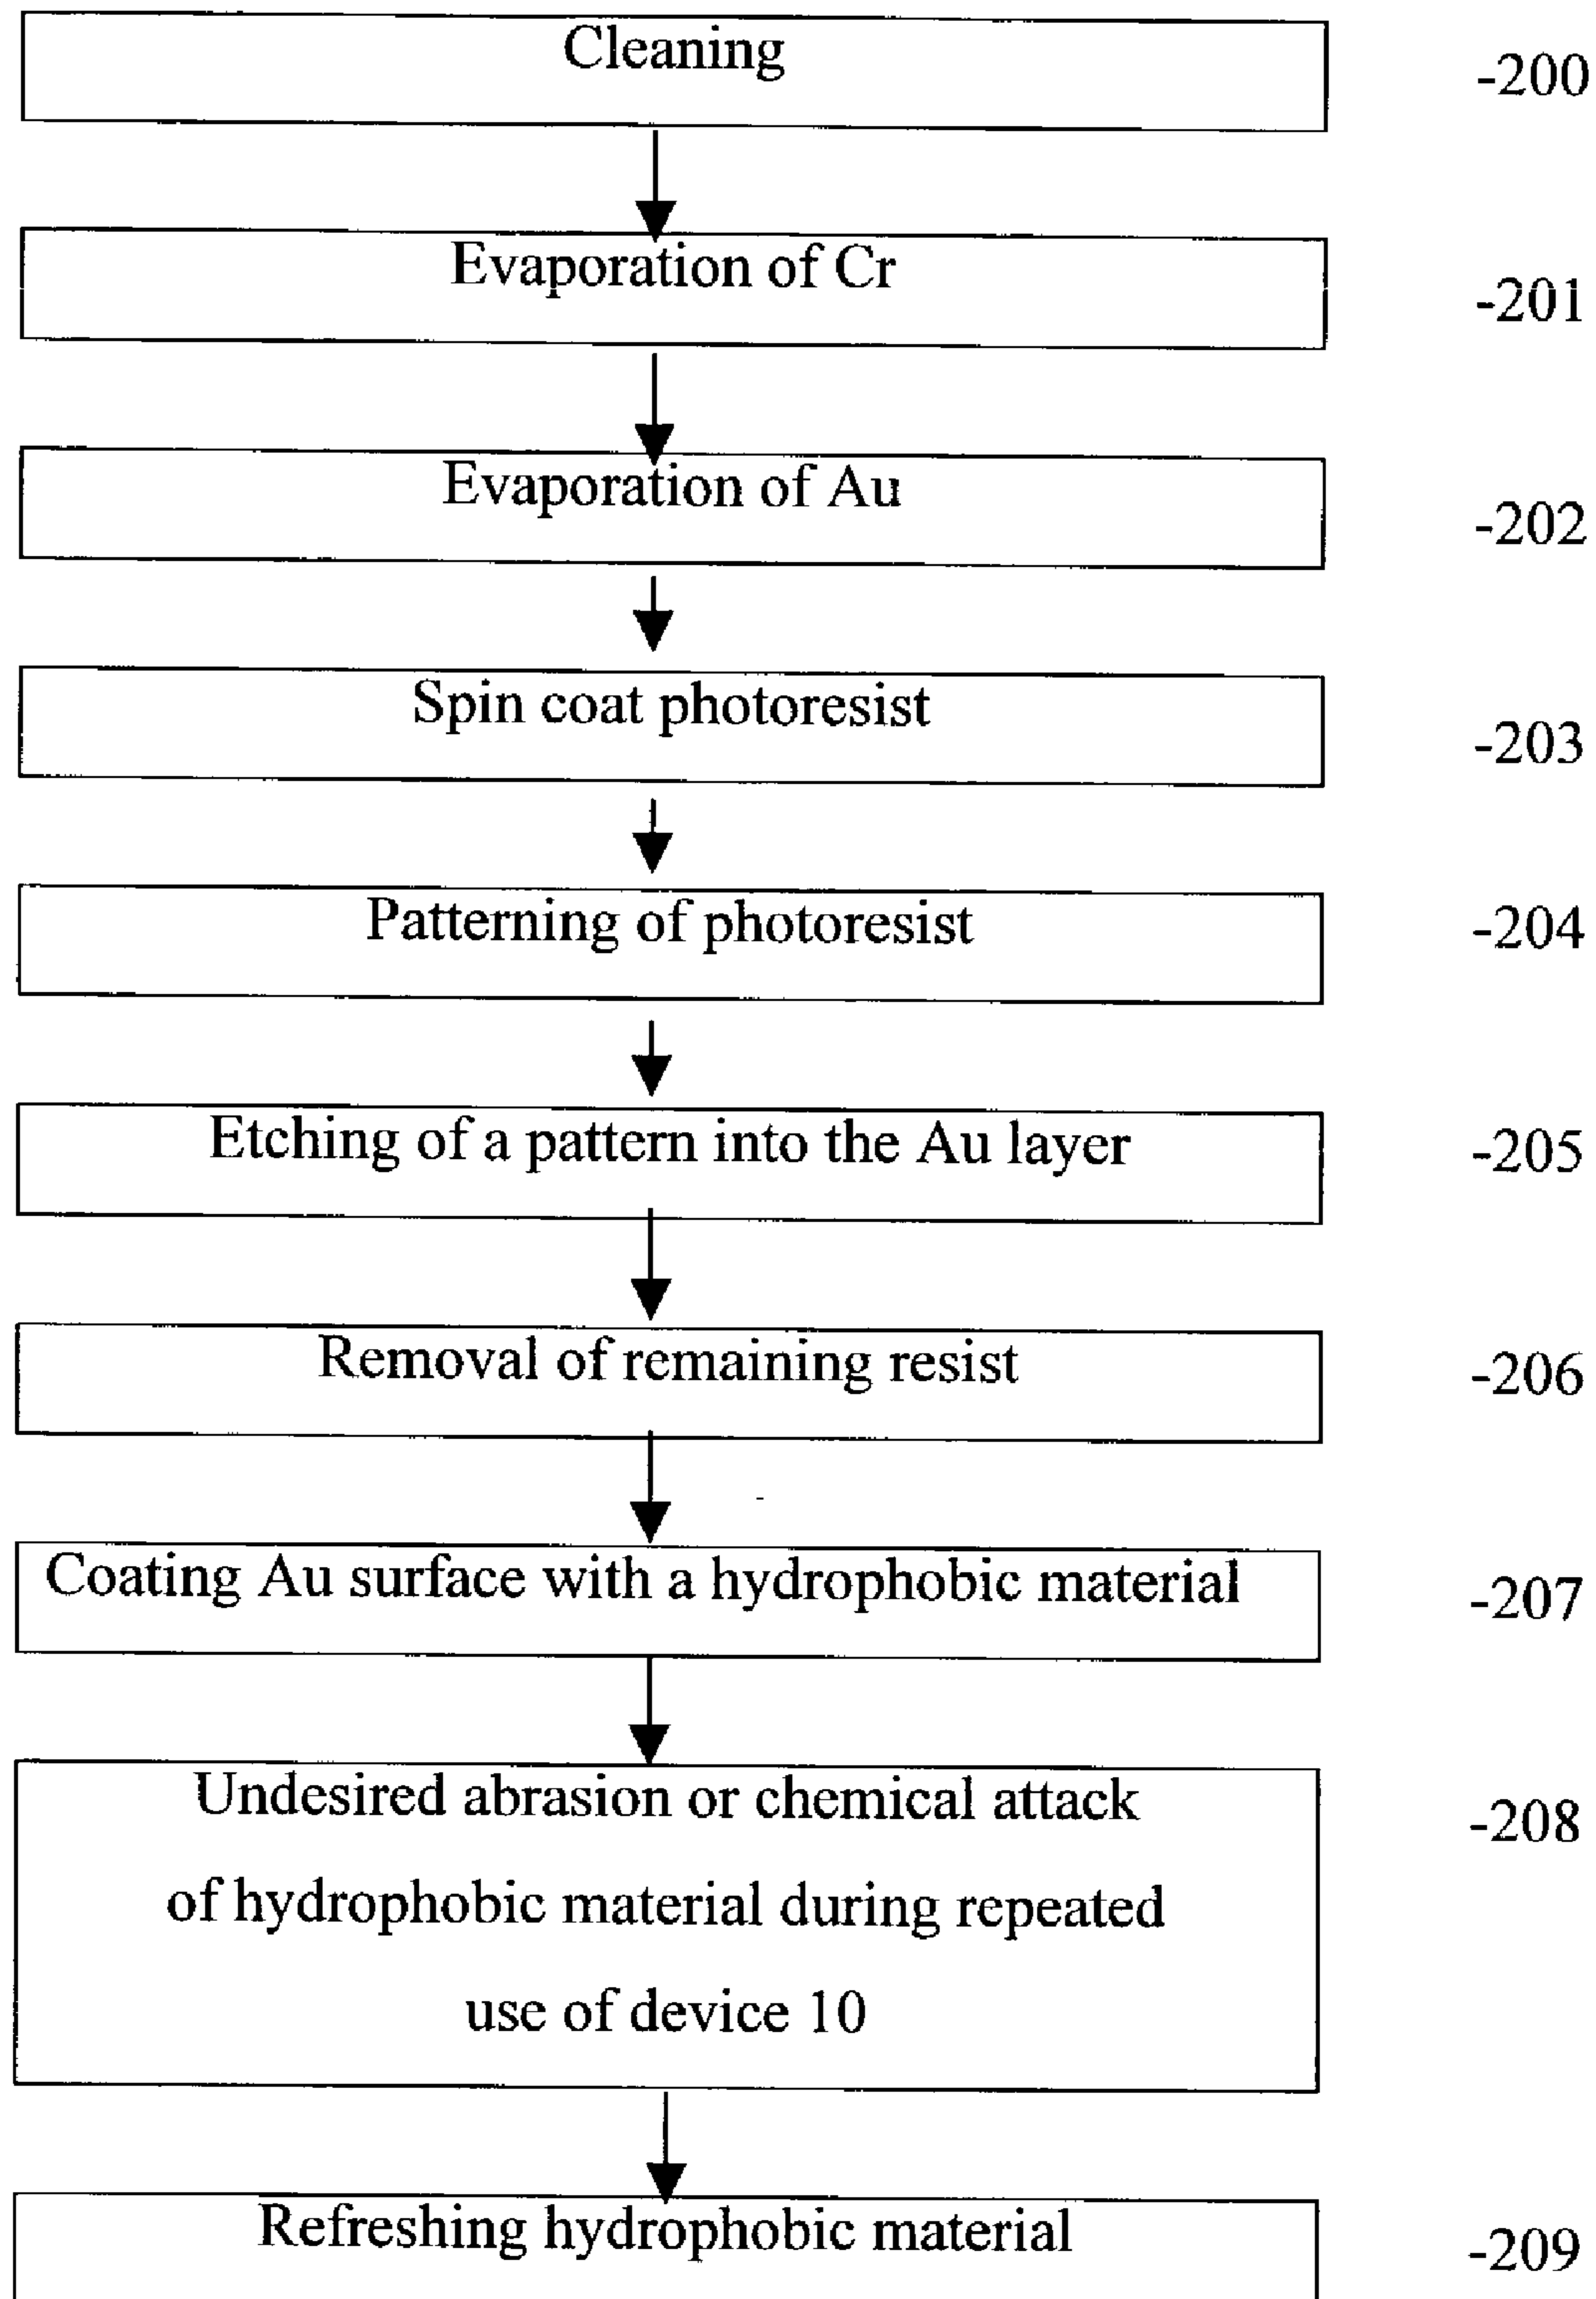 Cleaning -200
Evaporation of Cr -201
Evaporation of Au -202
Spin coat photoresist -203
Patterning of photoresist -204
Etching of a pattern into the Au layer -205
Removal of remaining resist -206
Coating Au surface with a hydrophobic material -207
Undesired abrasion or chemical attack -208
of hydrophobic material during repeated
use of device 10
Refreshing hydrophobic material -209